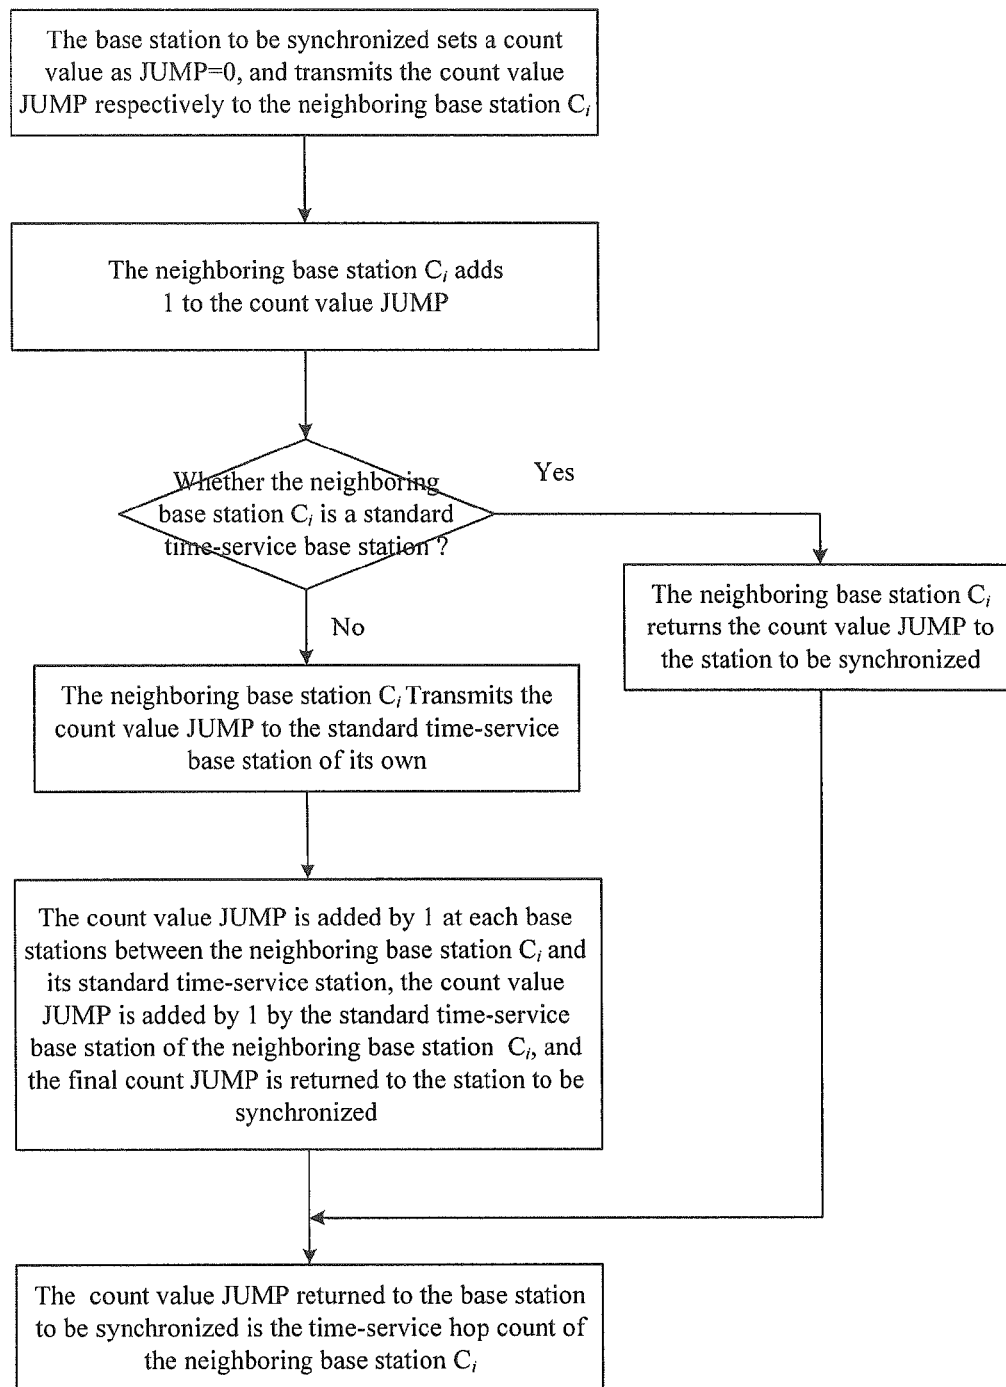 The base station to be synchronized sets a count
value as JUMP=0, and transmits the count value
JUMP respectively to the neighboring base station Ci
The neighboring base station Ci adds
1 to the count value JUMP
Whether the neighboring
base station Ci is a standard
time-service base station ?
Yes
The neighboring base station Ci
returns the count value JUMP to
the station to be synchronized
No
The neighboring base station Ci Transmits the
count value JUMP to the standard time-service
base station of its own
The count value JUMP is added by 1 at each base
stations between the neighboring base station Ci and
its standard time-service station, the count value
JUMP is added by 1 by the standard time-service
base station of the neighboring base station Ci, and
the final count JUMP is returned to the station to be
synchronized
The count value JUMP returned to the base station
to be synchronized is the time-service hop count of
the neighboring base station Ci